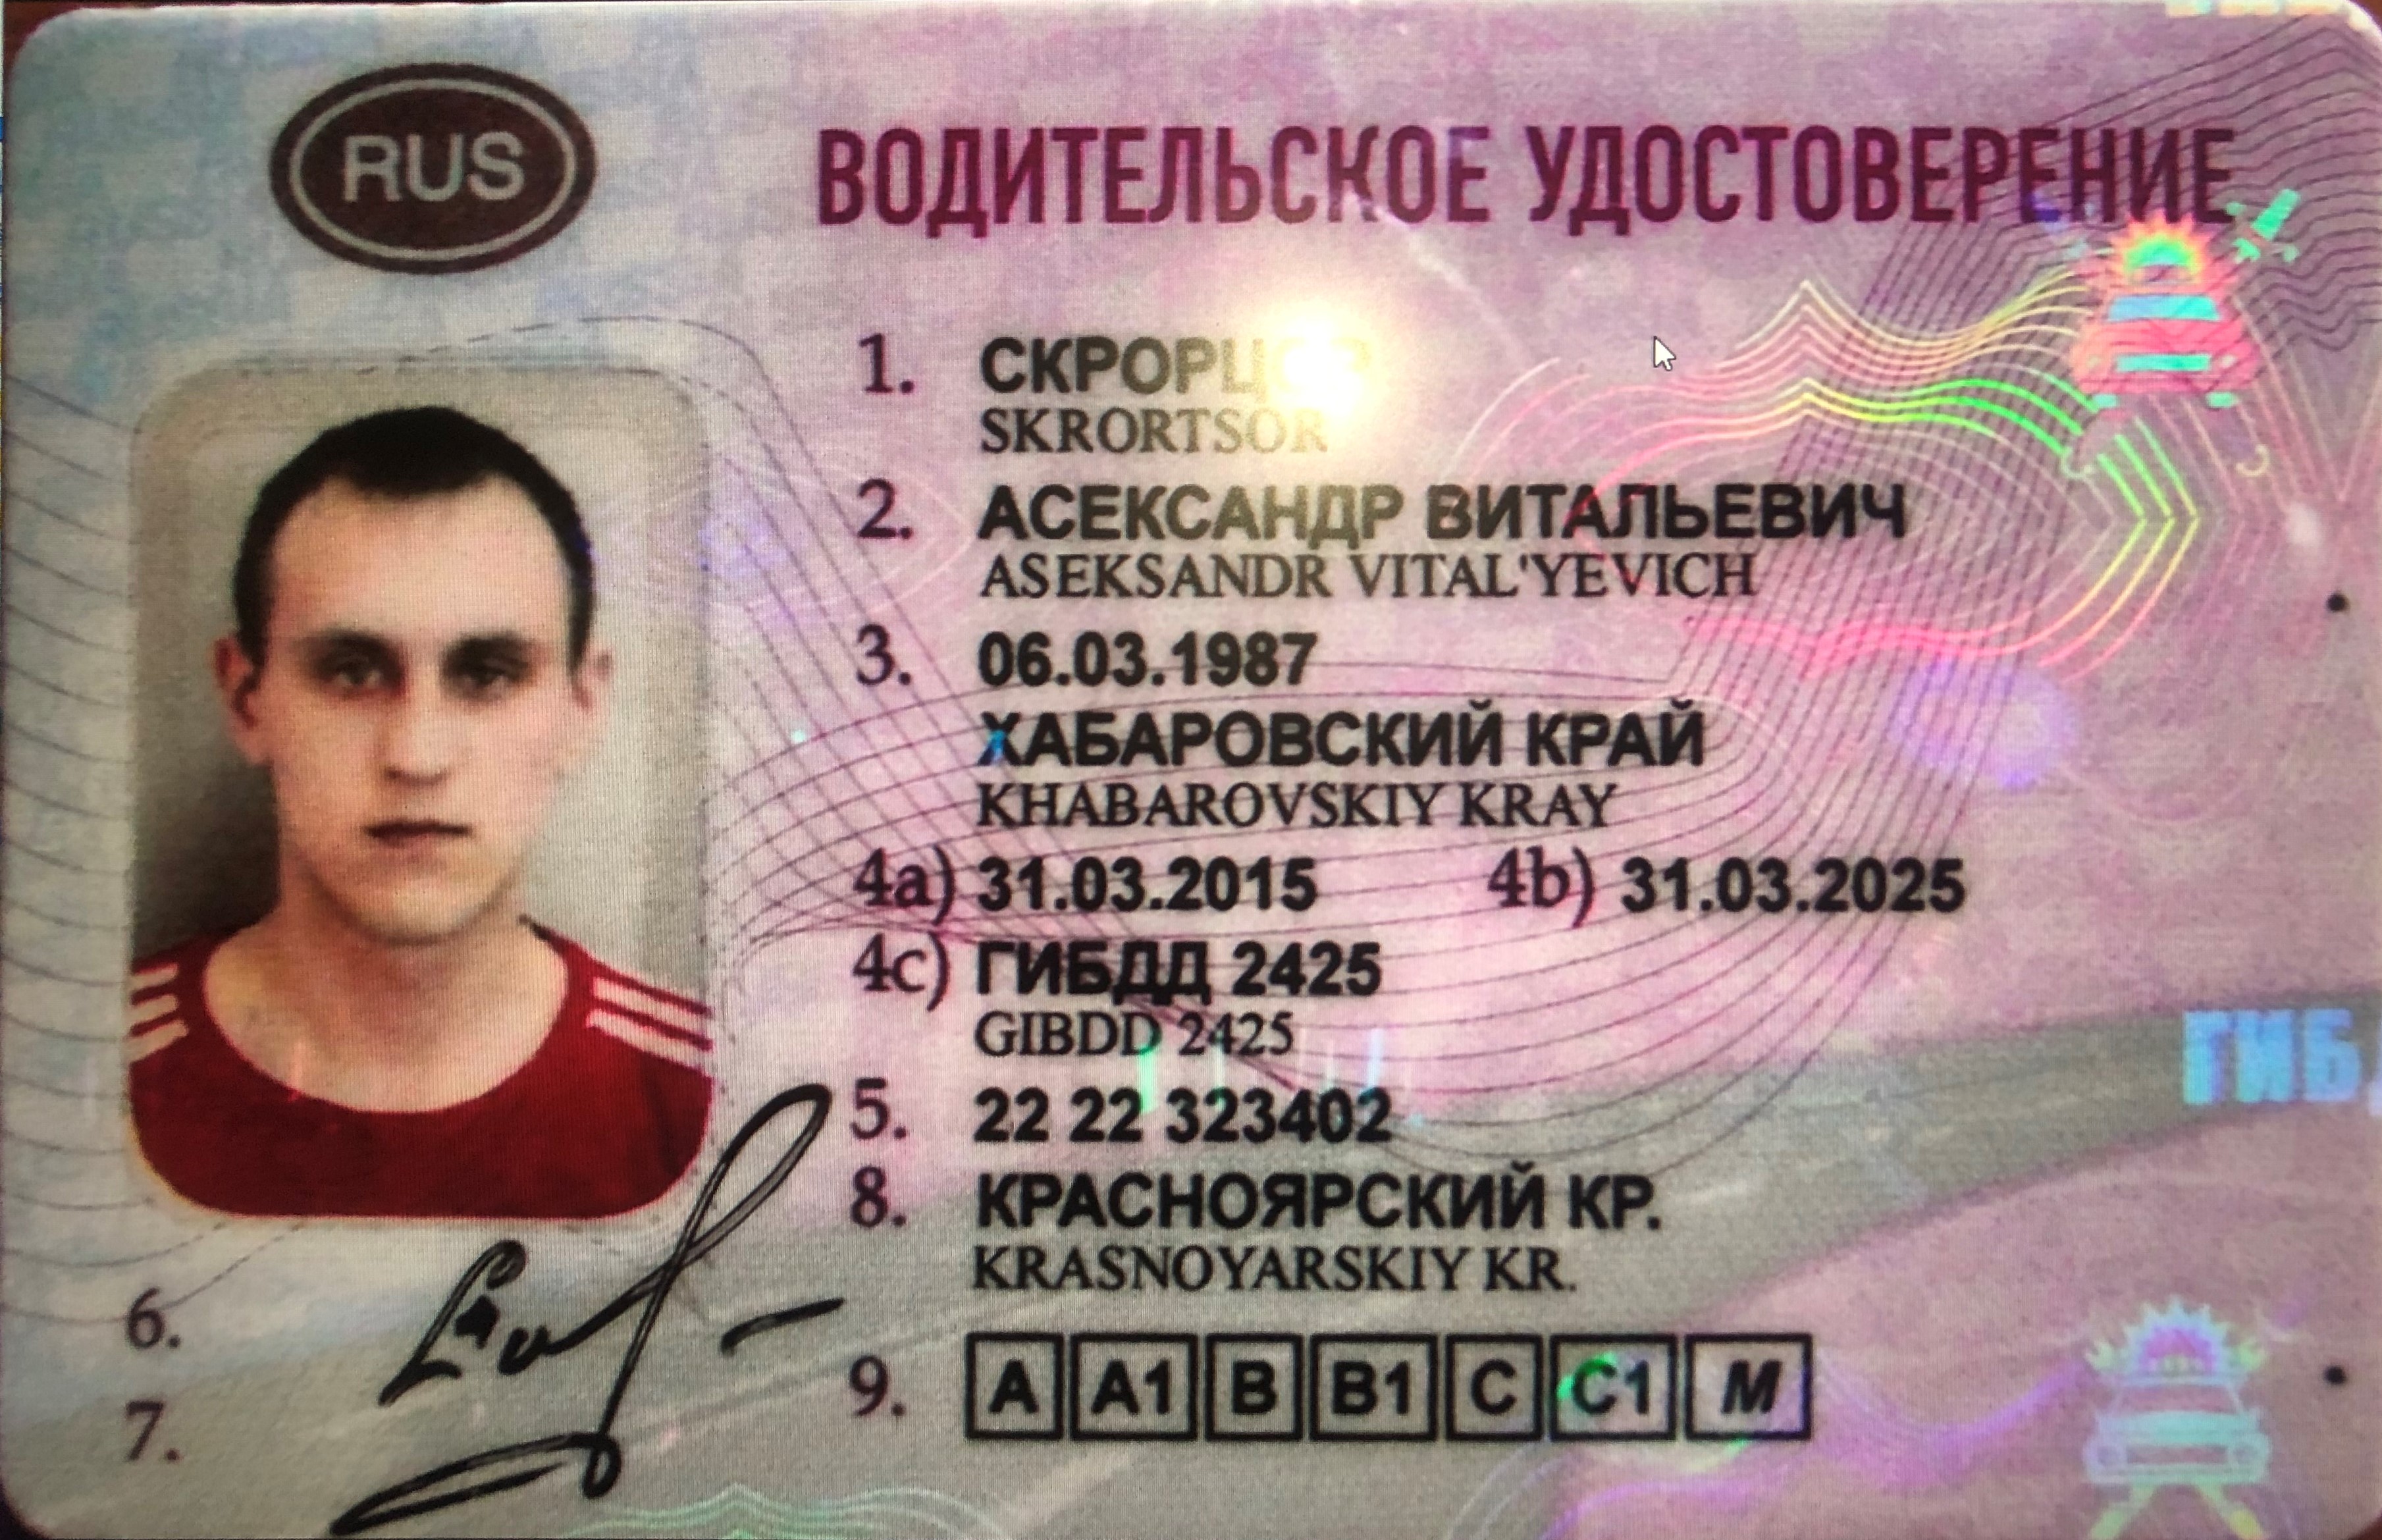 RUS
ВОДИТЕЛЬСКОЕ УДОСТОВЕРЕНИЕ
1.
SKRORTSOR
2. АСЕКСАНДР ВИТАЛЬЕВИЧ
ASEKSANDR VITAL'YEVICH
3. 06.03.1987
ХАБАРОВСКИЙ КРАЙ
KHABAROVSKIY KRAY
4a) 31.03.2015 4b) 31.03.2025
4c) ГИБДД 2425
GIBDD 2425
5. 22 22 323402
8. КРАСНОЯРСКИЙ КР.
KRASNOYARSKIY KR.
6.
7.
9. A A1 B B1 C C1 M